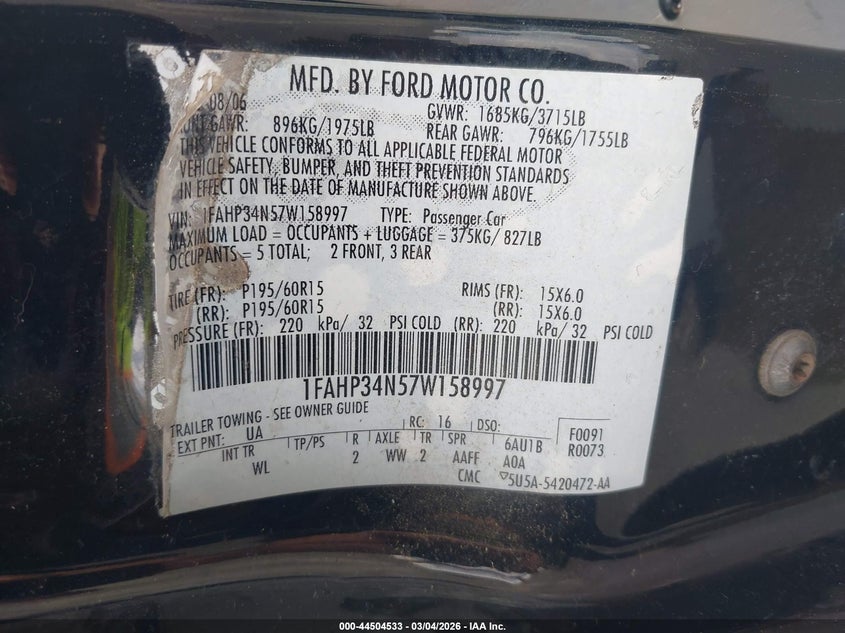 MFD. BY FORD MOTOR CO.
08/06 GVWR: 1685KG/3715LB
GAWR: 896KG/1975LB REAR GAWR: 796KG/1755LB
THIS VEHICLE CONFORMS TO ALL APPLICABLE FEDERAL MOTOR
VEHICLE SAFETY, BUMPER, AND THEFT PREVENTION STANDARDS
IN EFFECT ON THE DATE OF MANUFACTURE SHOWN ABOVE.
VIN: 1FAHP34N57W158997 TYPE: Passenger Car
MAXIMUM LOAD = OCCUPANTS + LUGGAGE = 375KG/ 827LB
OCCUPANTS = 5 TOTAL; 2 FRONT, 3 REAR
TIRE (FR): P195/60R15 RIMS (FR): 15X6.0
(RR): P195/60R15 (RR): 15X6.0
PRESSURE (FR): 220 kPa/ 32 PSI COLD (RR): 220 kPa/ 32 PSI COLD
1FAHP34N57W158997
TRAILER TOWING - SEE OWNER GUIDE
EXT PNT: UA RC: 16 DSO: F0091
INT TR TP/PS R AXLE TR SPR 6AU1B R0073
WL 2 WW 2 AAFF A0A
CMC 5U5A-5420472-AA
000-44504533 - 03/04/2026 - IAA Inc.